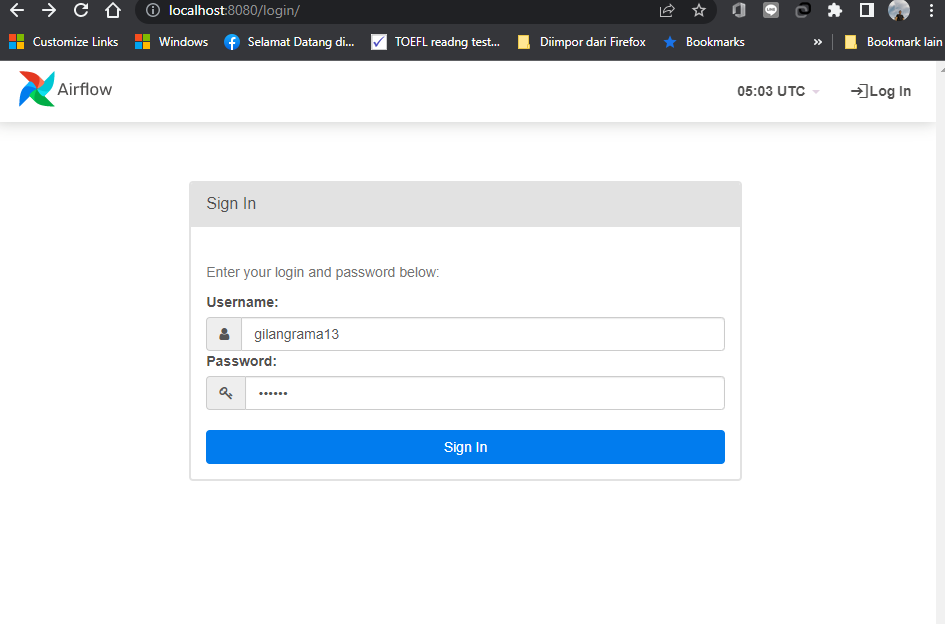 localhost:8080/login/
Customize Links Windows Selamat Datang di... TOEFL readng test... Diimpor dari Firefox Bookmarks » Bookmark lain
Airflow 05:03 UTC Log In
Sign In
Enter your login and password below:
Username:
gilangrama13
Password:
••••••
Sign In